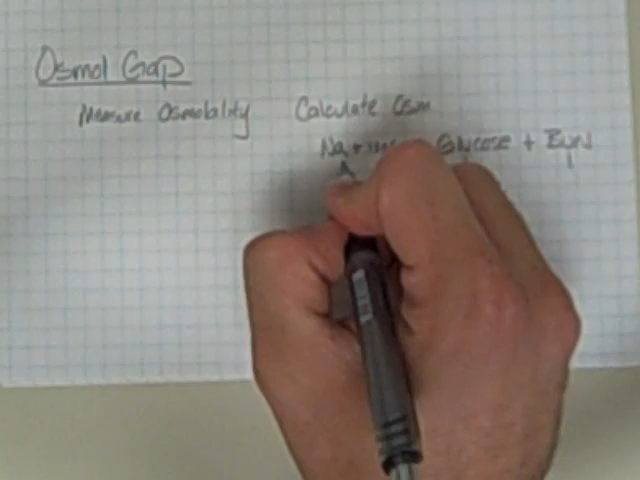 Osmol Gap
Measure Osmolality Calculate Osm
Na + Glucose + BUN